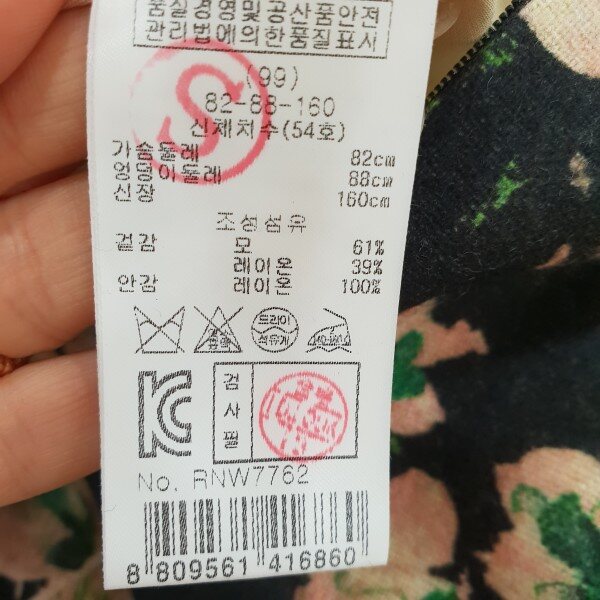 품질경영및공산품안전
관리법에의한품질표시
(99)
82-88-160
신체치수(54호)
가슴둘레 82cm
엉덩이둘레 88cm
신장 160cm
조성섬유
겉감 모 61%
레이온 39%
안감 레이온 100%
드라이
석유계
검사필
No. RNW7762
8 809561 416860